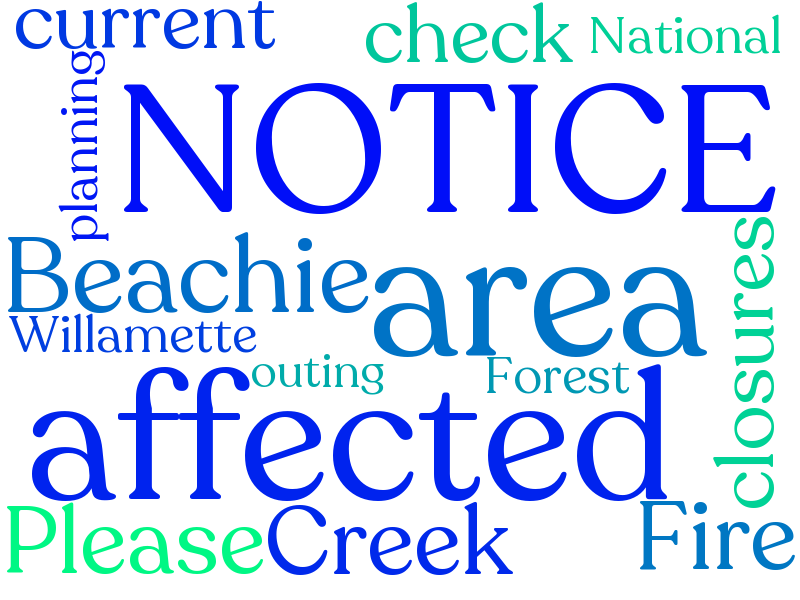 current
check
National
planning
NOTICE
Beachie
area
closures
Willamette
outing
Forest
affected
Please
Creek
Fire